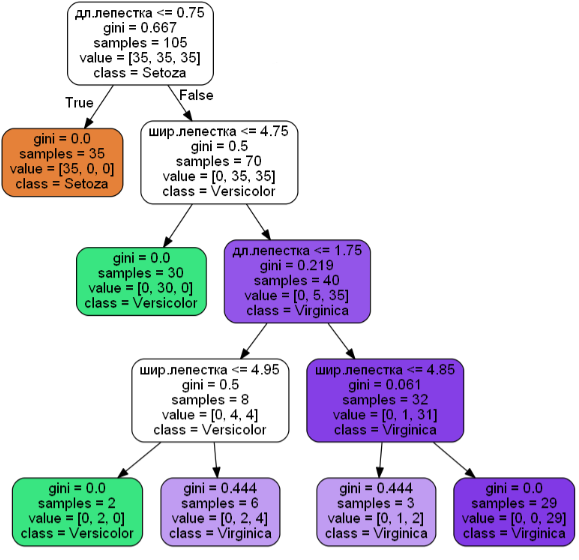 дл.лепестка <= 0.75
gini = 0.667
samples = 105
value = [35, 35, 35]
class = Setoza
True
False
gini = 0.0
samples = 35
value = [35, 0, 0]
class = Setoza
шир.лепестка <= 4.75
gini = 0.5
samples = 70
value = [0, 35, 35]
class = Versicolor
gini = 0.0
samples = 30
value = [0, 30, 0]
class = Versicolor
дл.лепестка <= 1.75
gini = 0.219
samples = 40
value = [0, 5, 35]
class = Virginica
шир.лепестка <= 4.95
gini = 0.5
samples = 8
value = [0, 4, 4]
class = Versicolor
шир.лепестка <= 4.85
gini = 0.061
samples = 32
value = [0, 1, 31]
class = Virginica
gini = 0.0
samples = 2
value = [0, 2, 0]
class = Versicolor
gini = 0.444
samples = 6
value = [0, 2, 4]
class = Virginica
gini = 0.444
samples = 3
value = [0, 1, 2]
class = Virginica
gini = 0.0
samples = 29
value = [0, 0, 29]
class = Virginica